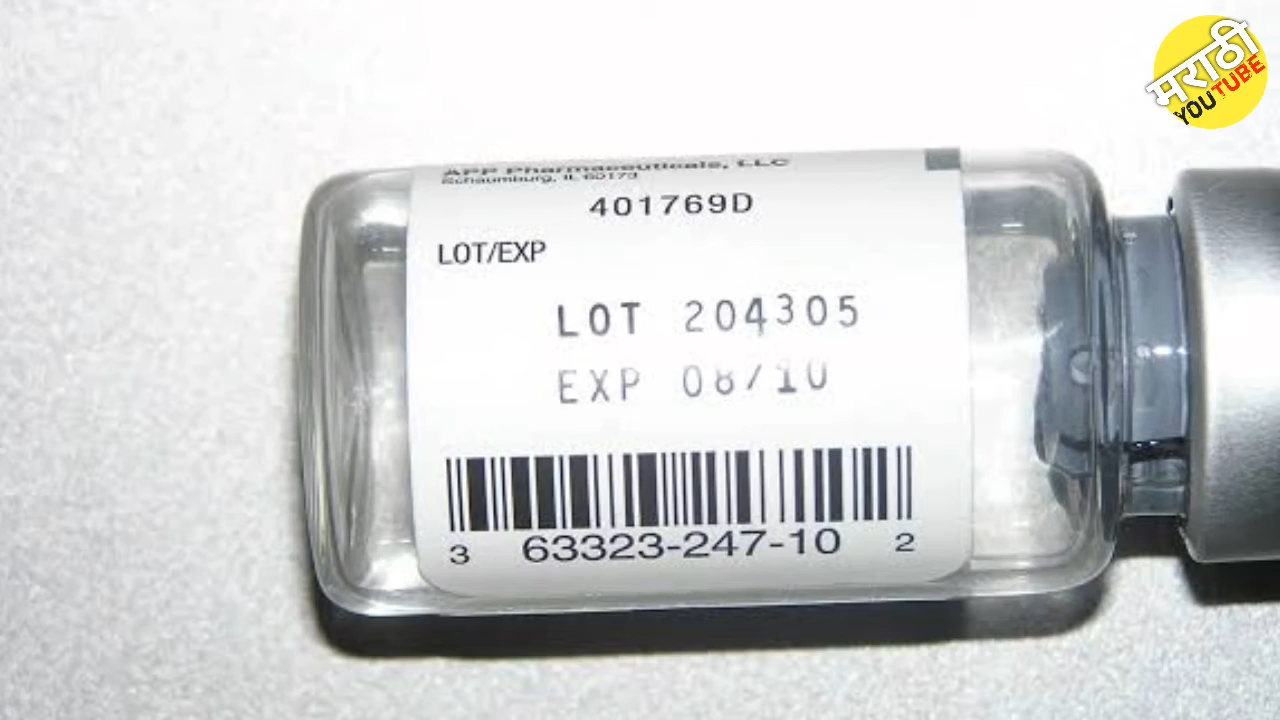 मराठी
YOUTUBE
APP Pharmaceuticals, LLC
Schaumburg, IL 60173
401769D
LOT/EXP
LOT 204305
EXP 08/10
3 63323-247-10 2